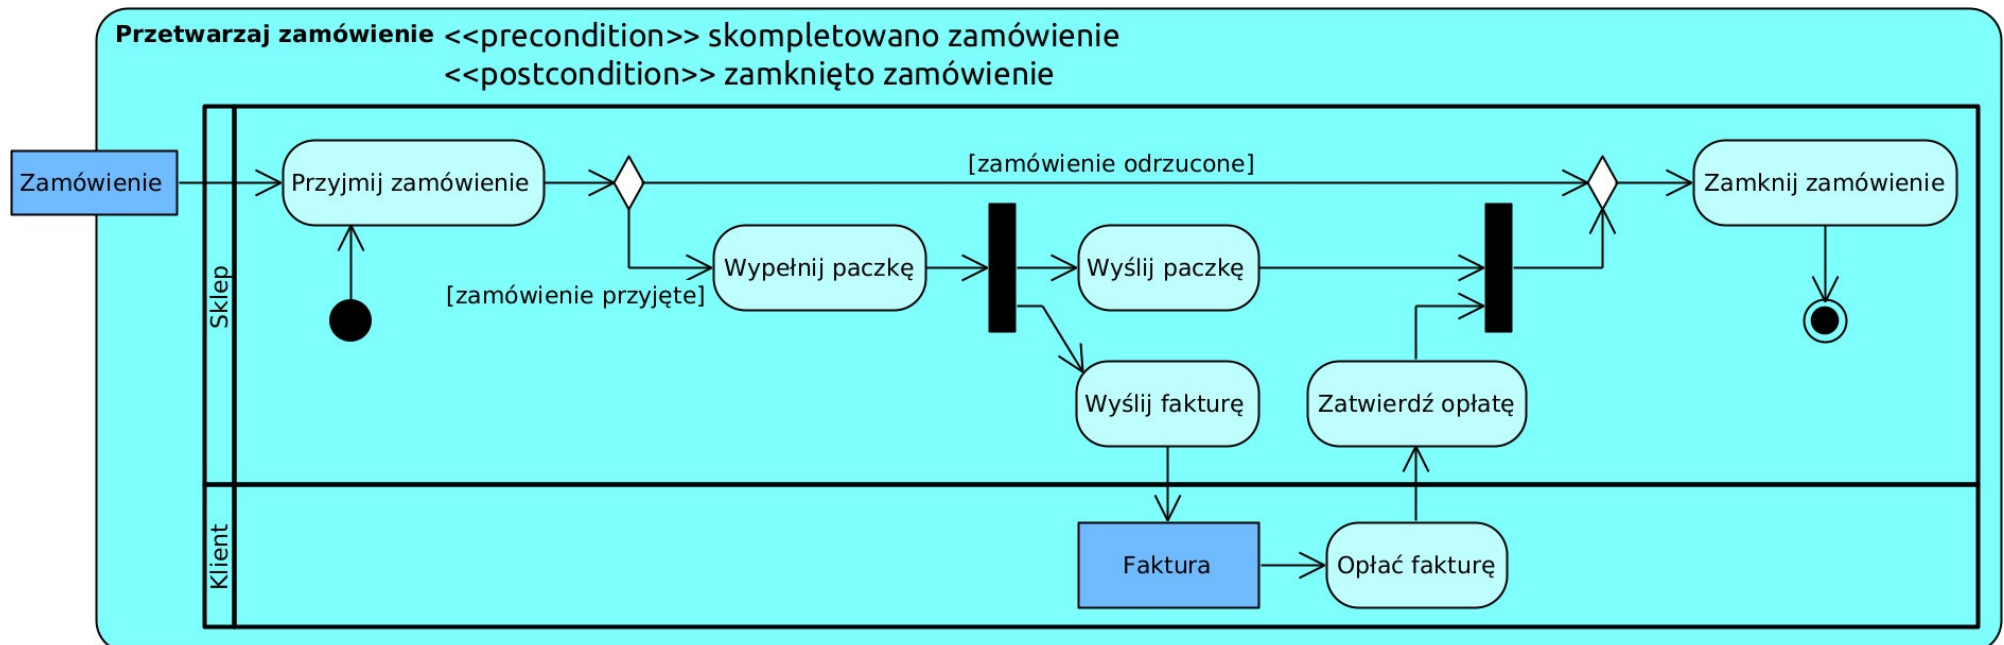 Przetwarzaj zamówienie <<precondition>> skompletowano zamówienie
<<postcondition>> zamknięto zamówienie
Zamówienie
Sklep
Przyjmij zamówienie
[zamówienie odrzucone]
Zamknij zamówienie
[zamówienie przyjęte]
Wypełnij paczkę
Wyślij paczkę
Wyślij fakturę
Zatwierdź opłatę
Klient
Faktura
Opłać fakturę